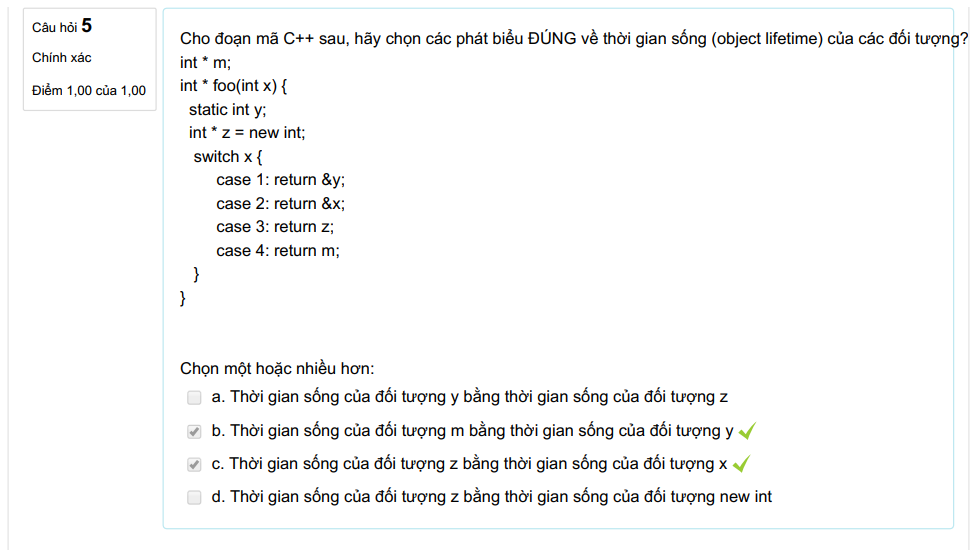 Câu hỏi 5
Chính xác
Điểm 1,00 của 1,00
Cho đoạn mã C++ sau, hãy chọn các phát biểu ĐÚNG về thời gian sống (object lifetime) của các đối tượng?
int * m;
int * foo(int x) {
static int y;
int * z = new int;
switch x {
case 1: return &y;
case 2: return &x;
case 3: return z;
case 4: return m;
}
}
Chọn một hoặc nhiều hơn:
a. Thời gian sống của đối tượng y bằng thời gian sống của đối tượng z
b. Thời gian sống của đối tượng m bằng thời gian sống của đối tượng y
c. Thời gian sống của đối tượng z bằng thời gian sống của đối tượng x
d. Thời gian sống của đối tượng z bằng thời gian sống của đối tượng new int